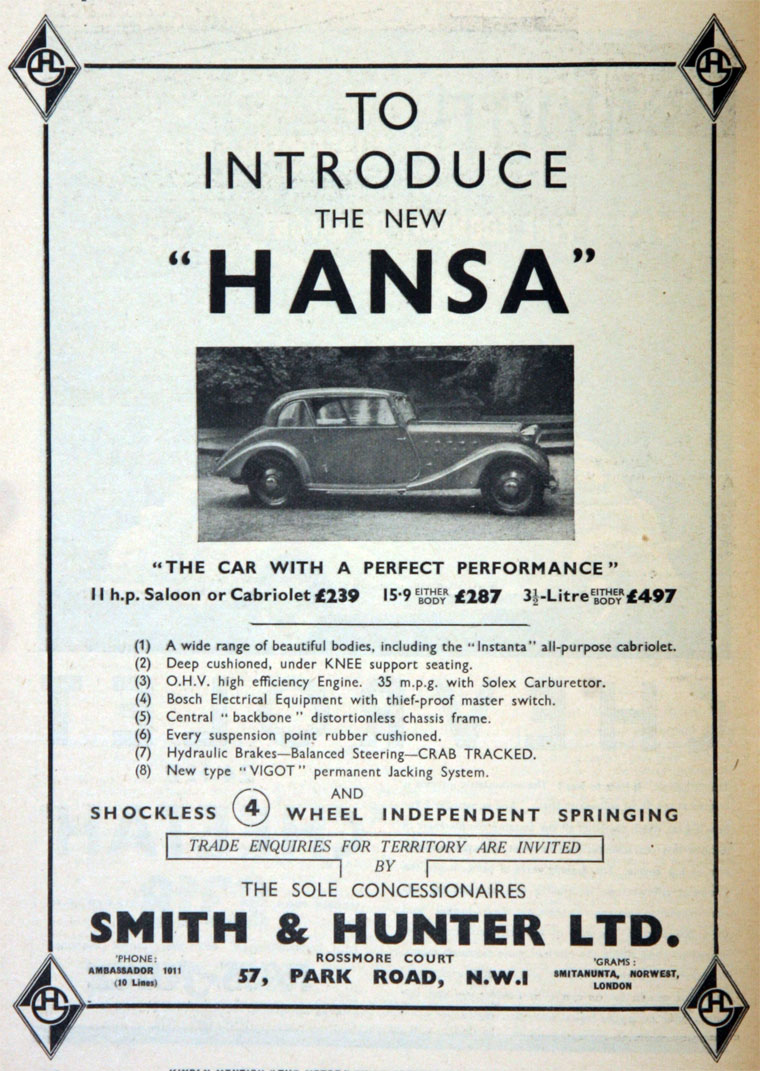 TO
INTRODUCE
THE NEW
"HANSA"
"THE CAR WITH A PERFECT PERFORMANCE"
11 h.p. Saloon or Cabriolet £239 15·9 EITHER BODY £287 3½-Litre EITHER BODY £497
(1) A wide range of beautiful bodies, including the "Instanta" all-purpose cabriolet.
(2) Deep cushioned, under KNEE support seating.
(3) O.H.V. high efficiency Engine. 35 m.p.g. with Solex Carburettor.
(4) Bosch Electrical Equipment with thief-proof master switch.
(5) Central "backbone" distortionless chassis frame.
(6) Every suspension point rubber cushioned.
(7) Hydraulic Brakes—Balanced Steering—CRAB TRACKED.
(8) New type "VIGOT" permanent Jacking System.
AND
SHOCKLESS 4 WHEEL INDEPENDENT SPRINGING
TRADE ENQUIRIES FOR TERRITORY ARE INVITED
BY
THE SOLE CONCESSIONAIRES
SMITH & HUNTER LTD.
'PHONE:
AMBASSADOR 1011
(10 Lines)
ROSSMORE COURT
57, PARK ROAD, N.W.1
'GRAMS:
SMITANUNTA, NORWEST,
LONDON